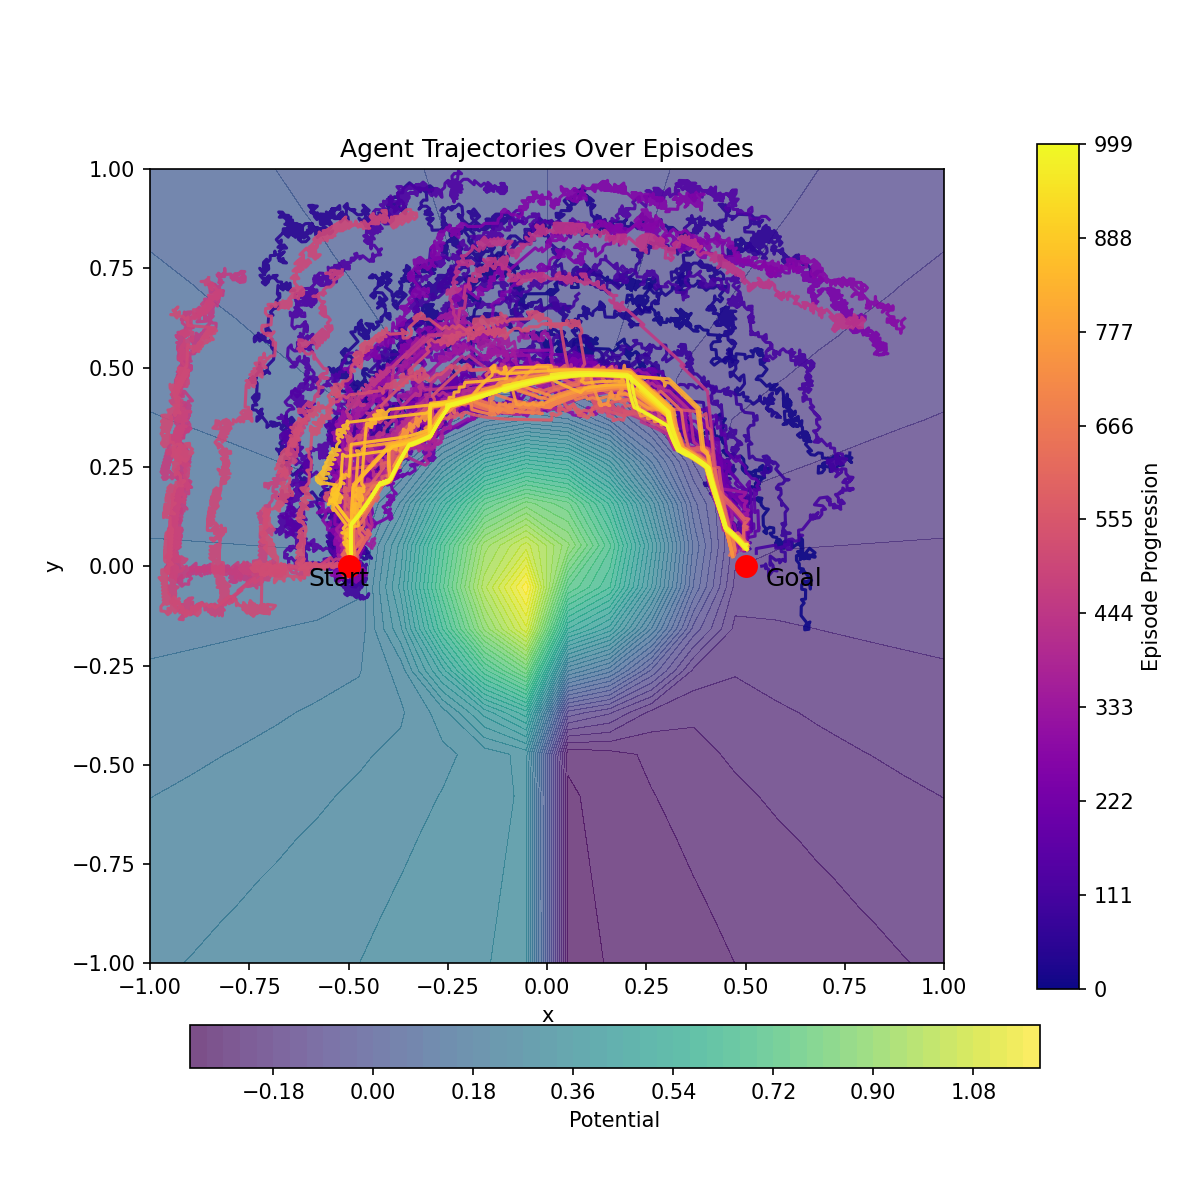 Agent Trajectories Over Episodes
1.00
0.75
0.50
0.25
0.00
−0.25
−0.50
−0.75
−1.00
y
Start
Goal
−1.00 −0.75 −0.50 −0.25 0.00 0.25 0.50 0.75 1.00
x
999
888
777
666
555
444
333
222
111
0
Episode Progression
−0.18 0.00 0.18 0.36 0.54 0.72 0.90 1.08
Potential